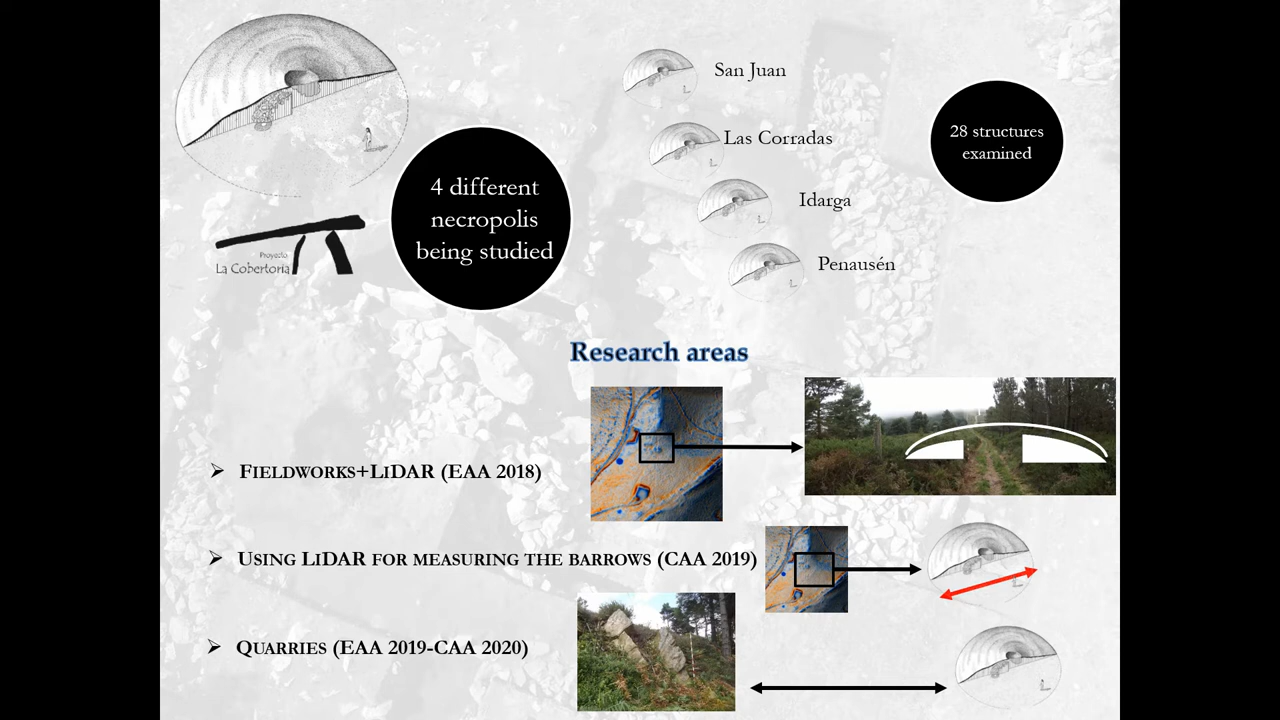 San Juan
Las Corradas
Idarga
Penausén
28 structures
examined
4 different
necropolis
being studied
Proyecto
La Cobertoria
Research areas
FIELDWORKS+LIDAR (EAA 2018)
USING LIDAR FOR MEASURING THE BARROWS (CAA 2019)
QUARRIES (EAA 2019-CAA 2020)